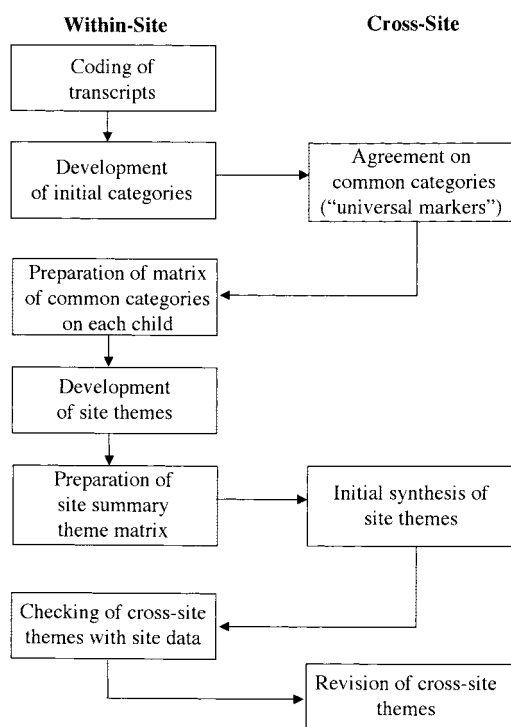 Within-Site
Cross-Site
Coding of
transcripts
Development
of initial categories
Agreement on
common categories
(“universal markers”)
Preparation of matrix
of common categories
on each child
Development
of site themes
Preparation of
site summary
theme matrix
Initial synthesis of
site themes
Checking of cross-site
themes with site data
Revision of cross-site
themes